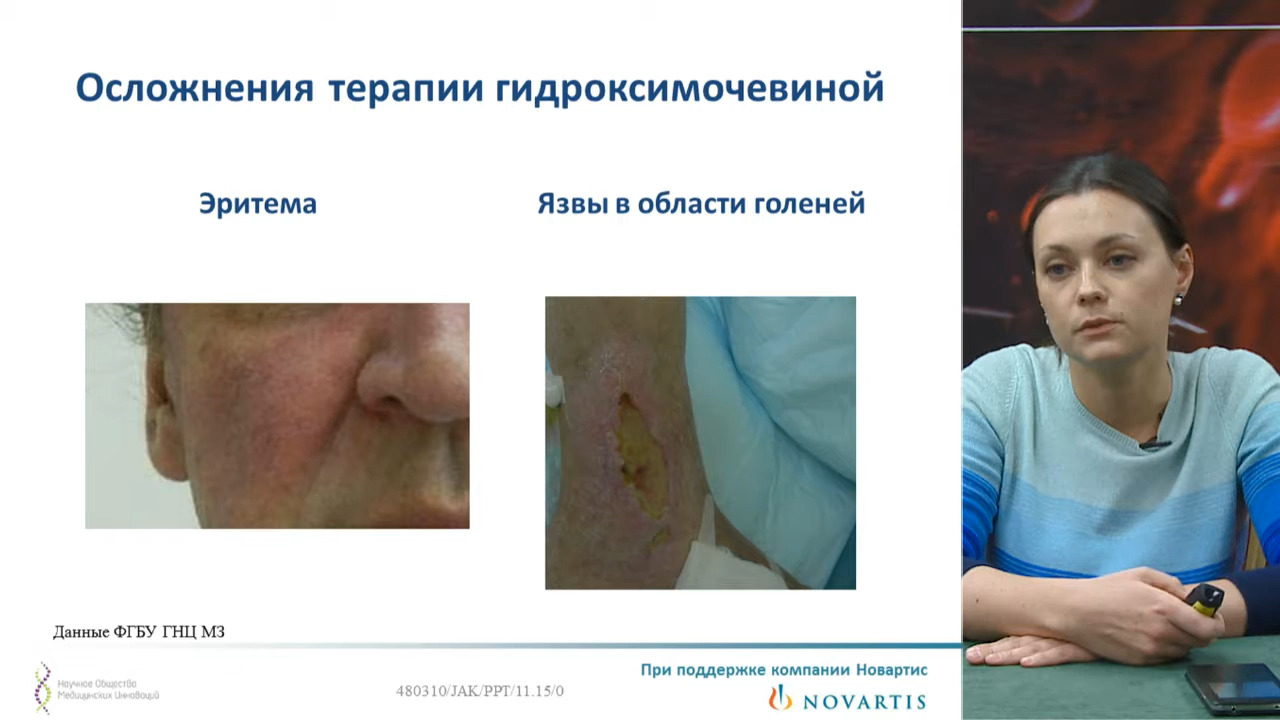 Осложнения терапии гидроксимочевиной
Эритема
Язвы в области голеней
Данные ФГБУ ГНЦ МЗ
Научное Общество
Медицинских Инноваций
480310/JAK/PPT/11.15/0
При поддержке компании Новартис
NOVARTIS